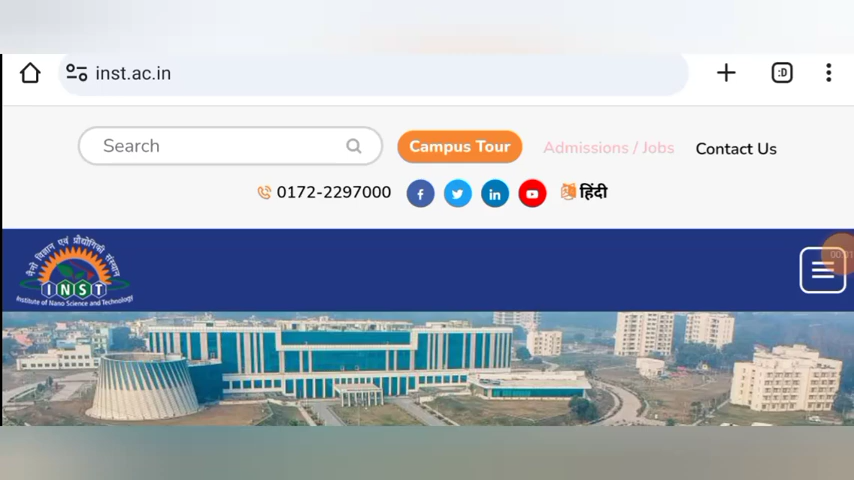 inst.ac.in
:D
Search
Campus Tour
Admissions / Jobs
Contact Us
0172-2297000
हिंदी
नैनो विज्ञान एवं प्रौद्योगिकी संस्थान
INST
Institute of Nano Science and Technology